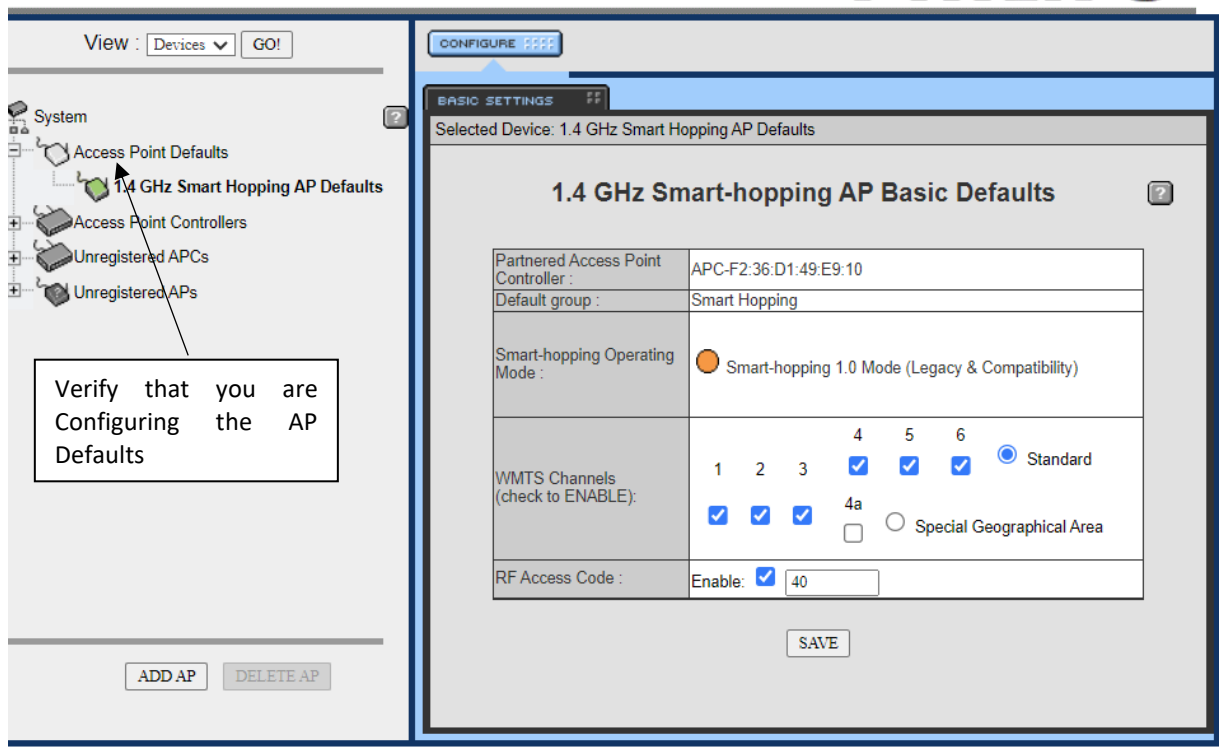 View : Devices GO!
System
Access Point Defaults
1.4 GHz Smart Hopping AP Defaults
Access Point Controllers
Unregistered APCs
Unregistered APs
Verify that you are
Configuring the AP
Defaults
ADD AP DELETE AP
CONFIGURE
BASIC SETTINGS
Selected Device: 1.4 GHz Smart Hopping AP Defaults
1.4 GHz Smart-hopping AP Basic Defaults
Partnered Access Point
Controller :
APC-F2:36:D1:49:E9:10
Default group : Smart Hopping
Smart-hopping Operating
Mode :
Smart-hopping 1.0 Mode (Legacy & Compatibility)
WMTS Channels
(check to ENABLE):
1 2 3
4 5 6
Standard
4a
Special Geographical Area
RF Access Code : Enable: 40
SAVE